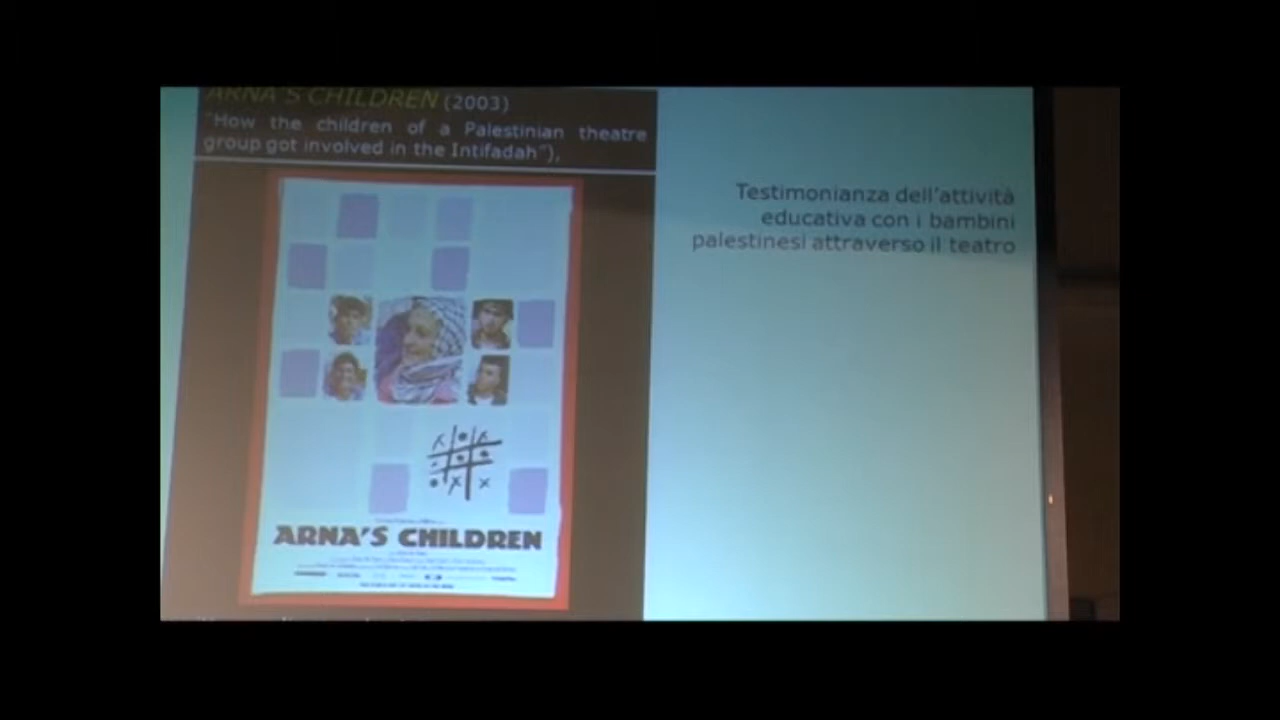 ARNA'S CHILDREN (2003)
"How the children of a Palestinian theatre
group got involved in the Intifadah"),
Testimonianza dell'attività
educativa con i bambini
palestinesi attraverso il teatro
ARNA'S CHILDREN